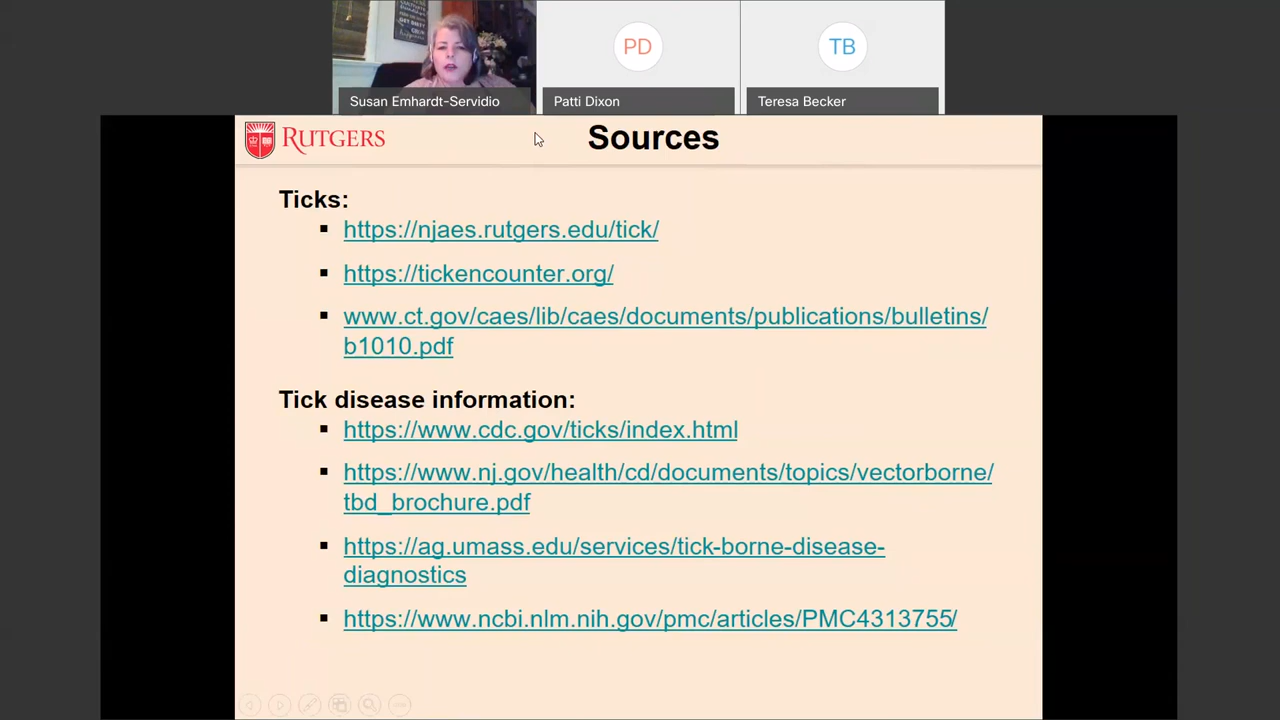 PD
TB
Susan Emhardt-Servidio
Patti Dixon
Teresa Becker
RUTGERS
Sources
Ticks:
https://njaes.rutgers.edu/tick/
https://tickencounter.org/
www.ct.gov/caes/lib/caes/documents/publications/bulletins/
b1010.pdf
Tick disease information:
https://www.cdc.gov/ticks/index.html
https://www.nj.gov/health/cd/documents/topics/vectorborne/
tbd_brochure.pdf
https://ag.umass.edu/services/tick-borne-disease-
diagnostics
https://www.ncbi.nlm.nih.gov/pmc/articles/PMC4313755/